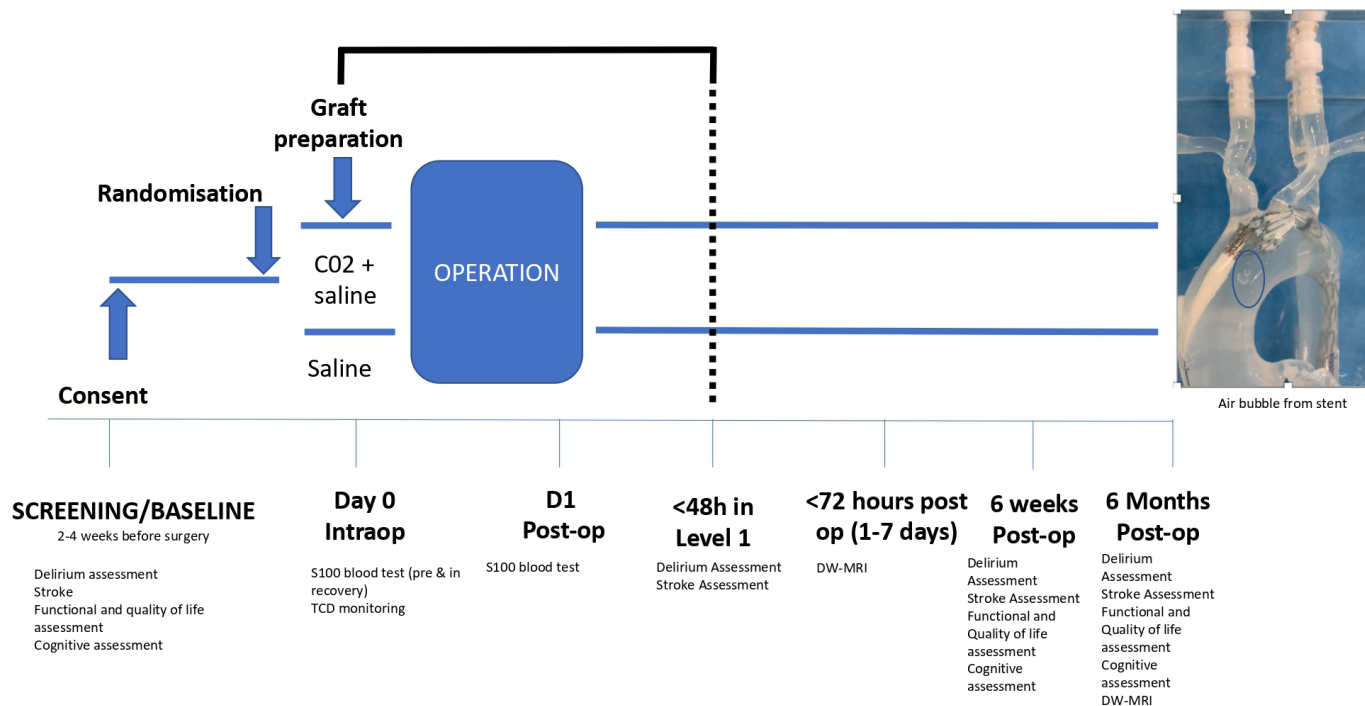 Graft
preparation
Randomisation
C02 +
saline
OPERATION
Saline
Consent
Air bubble from stent
SCREENING/BASELINE
2-4 weeks before surgery
Delirium assessment
Stroke
Functional and quality of life
assessment
Cognitive assessment
Day 0
Intraop
S100 blood test (pre & in
recovery)
TCD monitoring
D1
Post-op
S100 blood test
<48h in
Level 1
Delirium Assessment
Stroke Assessment
<72 hours post
op (1-7 days)
DW-MRI
6 weeks
Post-op
Delirium
Assessment
Stroke Assessment
Functional and
Quality of life
assessment
Cognitive
assessment
6 Months
Post-op
Delirium
Assessment
Stroke Assessment
Functional and
Quality of life
assessment
Cognitive
assessment
DW-MRI